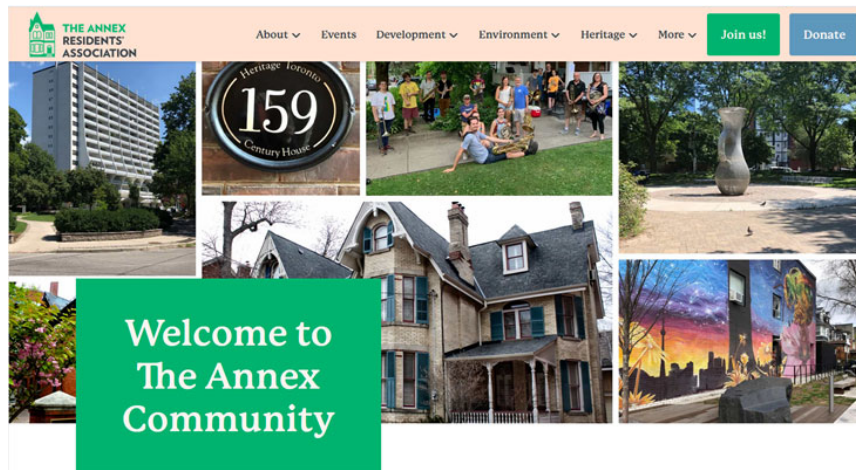 THE ANNEX
RESIDENTS'
ASSOCIATION
About
Events
Development
Environment
Heritage
More
Join us!
Donate
Heritage Toronto
159
Century House
Welcome to
The Annex
Community